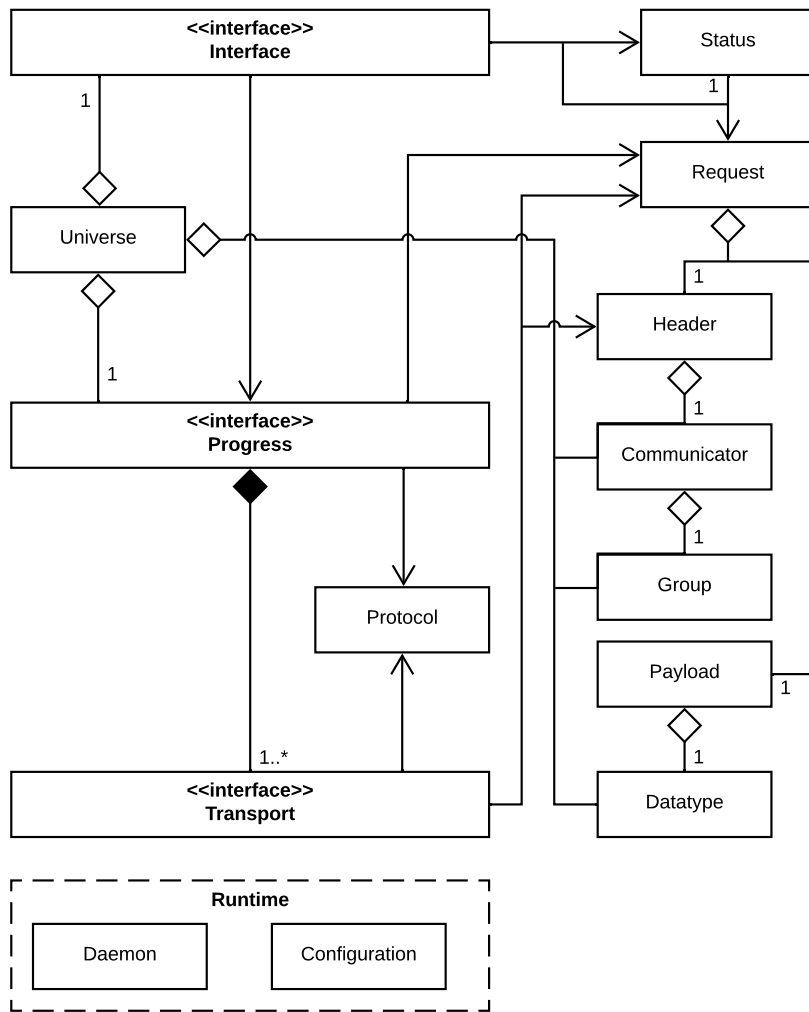 <<interface>>
Interface
Status
1
1
Request
Universe
1
Header
1
<<interface>>
Progress
1
Communicator
1
Group
Protocol
Payload
1
1..*
1
<<interface>>
Transport
Datatype
Runtime
Daemon
Configuration